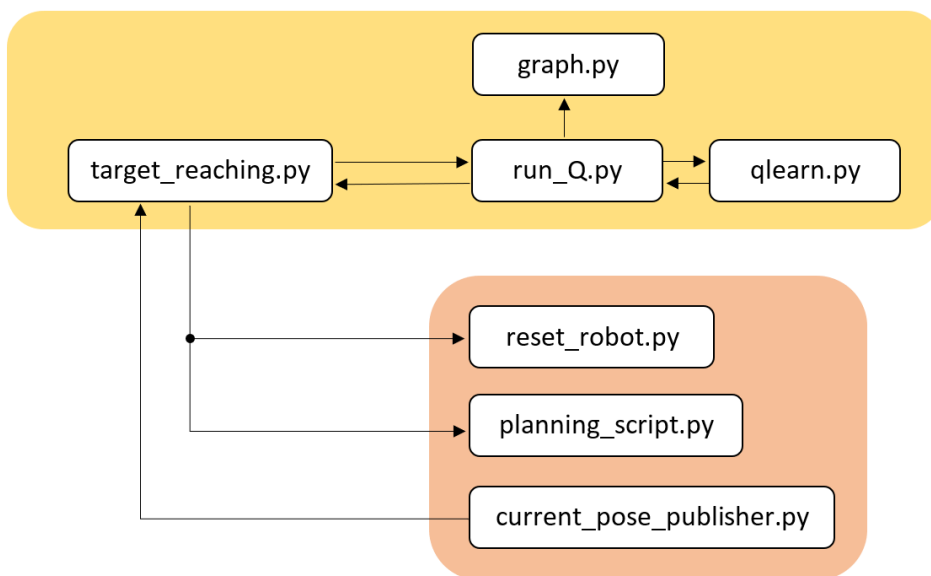 graph.py
target_reaching.py
run_Q.py
qlearn.py
reset_robot.py
planning_script.py
current_pose_publisher.py